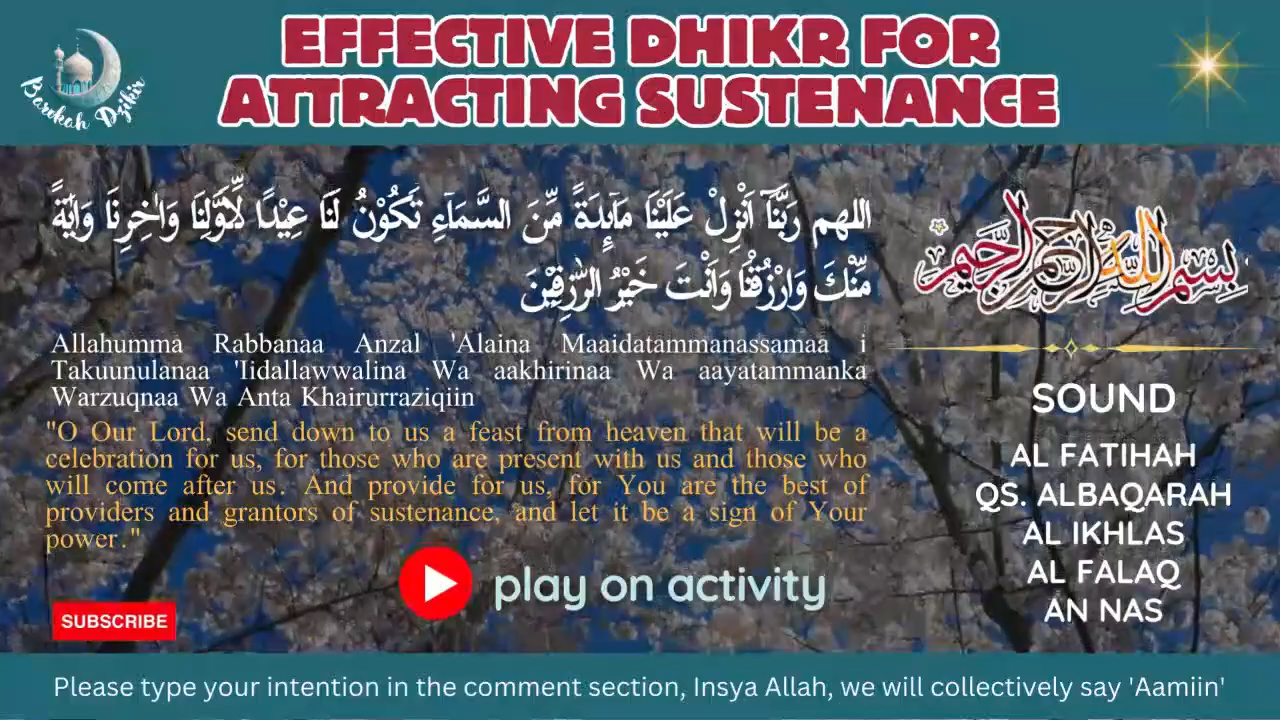 EFFECTIVE DHIKR FOR
ATTRACTING SUSTENANCE
Barokah Dzikir
اللهم رَبَّنَآ اَنْزِلْ عَلَيْنَا مَاۤىِٕدَةً مِّنَ السَّمَاۤءِ تَكُوْنُ لَنَا عِيْدًا لِّاَوَّلِنَا وَاٰخِرِنَا وَاٰيَةً
مِّنْكَ وَارْزُقْنَا وَاَنْتَ خَيْرُ الرّٰزِقِيْنَ
Allahumma Rabbanaa Anzal 'Alaina Maaidatammanassamaa i
Takuunulanaa 'Iidallawwalina Wa aakhirinaa Wa aayatammanka
Warzuqnaa Wa Anta Khairurraziqiin
"O Our Lord, send down to us a feast from heaven that will be a
celebration for us, for those who are present with us and those who
will come after us. And provide for us, for You are the best of
providers and grantors of sustenance, and let it be a sign of Your
power."
play on activity
SUBSCRIBE
بِسْمِ اللَّهِ الرَّحْمَٰنِ الرَّحِيمِ
SOUND
AL FATIHAH
QS. ALBAQARAH
AL IKHLAS
AL FALAQ
AN NAS
Please type your intention in the comment section, Insya Allah, we will collectively say 'Aamiin'